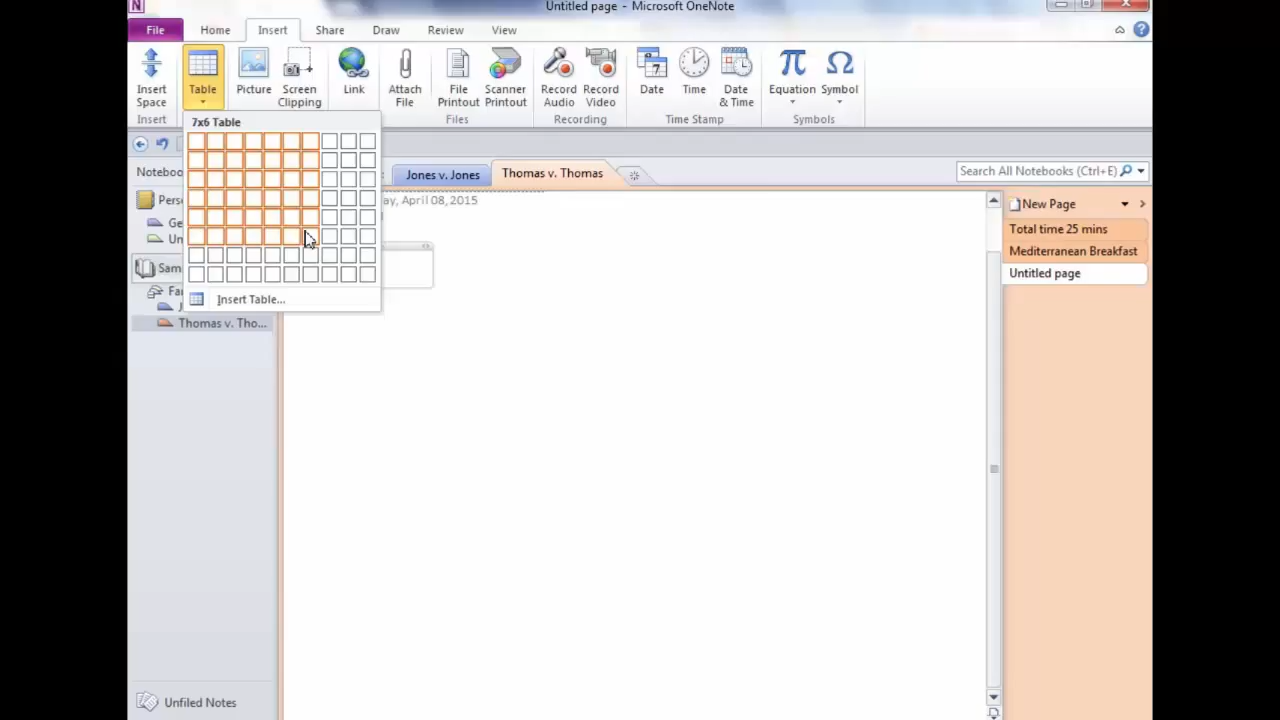 Untitled page - Microsoft OneNote
File Home Insert Share Draw Review View
Insert Space
Table
Picture
Screen Clipping
Link
Attach File
File Printout
Scanner Printout
Record Audio
Record Video
Date
Time
Date & Time
Equation
Symbol
Insert
Files
Recording
Time Stamp
Symbols
7x6 Table
Insert Table...
Jones v. Jones
Thomas v. Thomas
Search All Notebooks (Ctrl+E)
April 08, 2015
Thomas v. Tho...
New Page
Total time 25 mins
Mediterranean Breakfast
Untitled page
Unfiled Notes